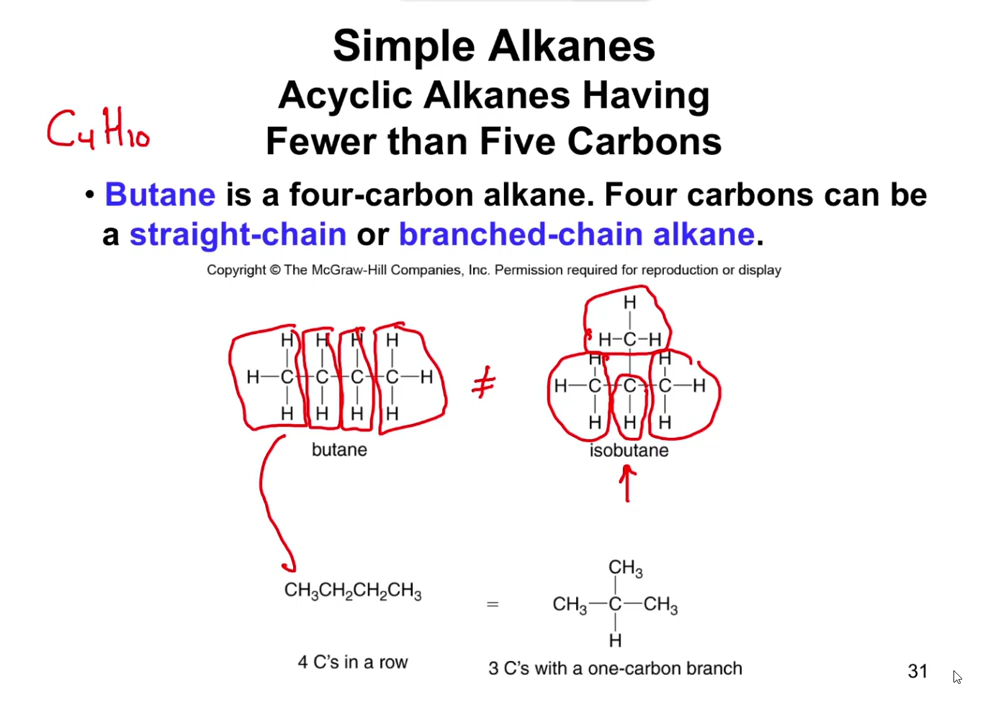 Simple Alkanes
Acyclic Alkanes Having
Fewer than Five Carbons
C4H10
• Butane is a four-carbon alkane. Four carbons can be
a straight-chain or branched-chain alkane.
Copyright © The McGraw-Hill Companies, Inc. Permission required for reproduction or display
H H H H
H—C—C—C—C—H
H H H H
butane
≠
H
H–C–H
H H
H—C—C—C—H
H H H
isobutane
CH₃CH₂CH₂CH₃
=
CH₃
CH₃—C—CH₃
H
4 C's in a row
3 C's with a one-carbon branch
31